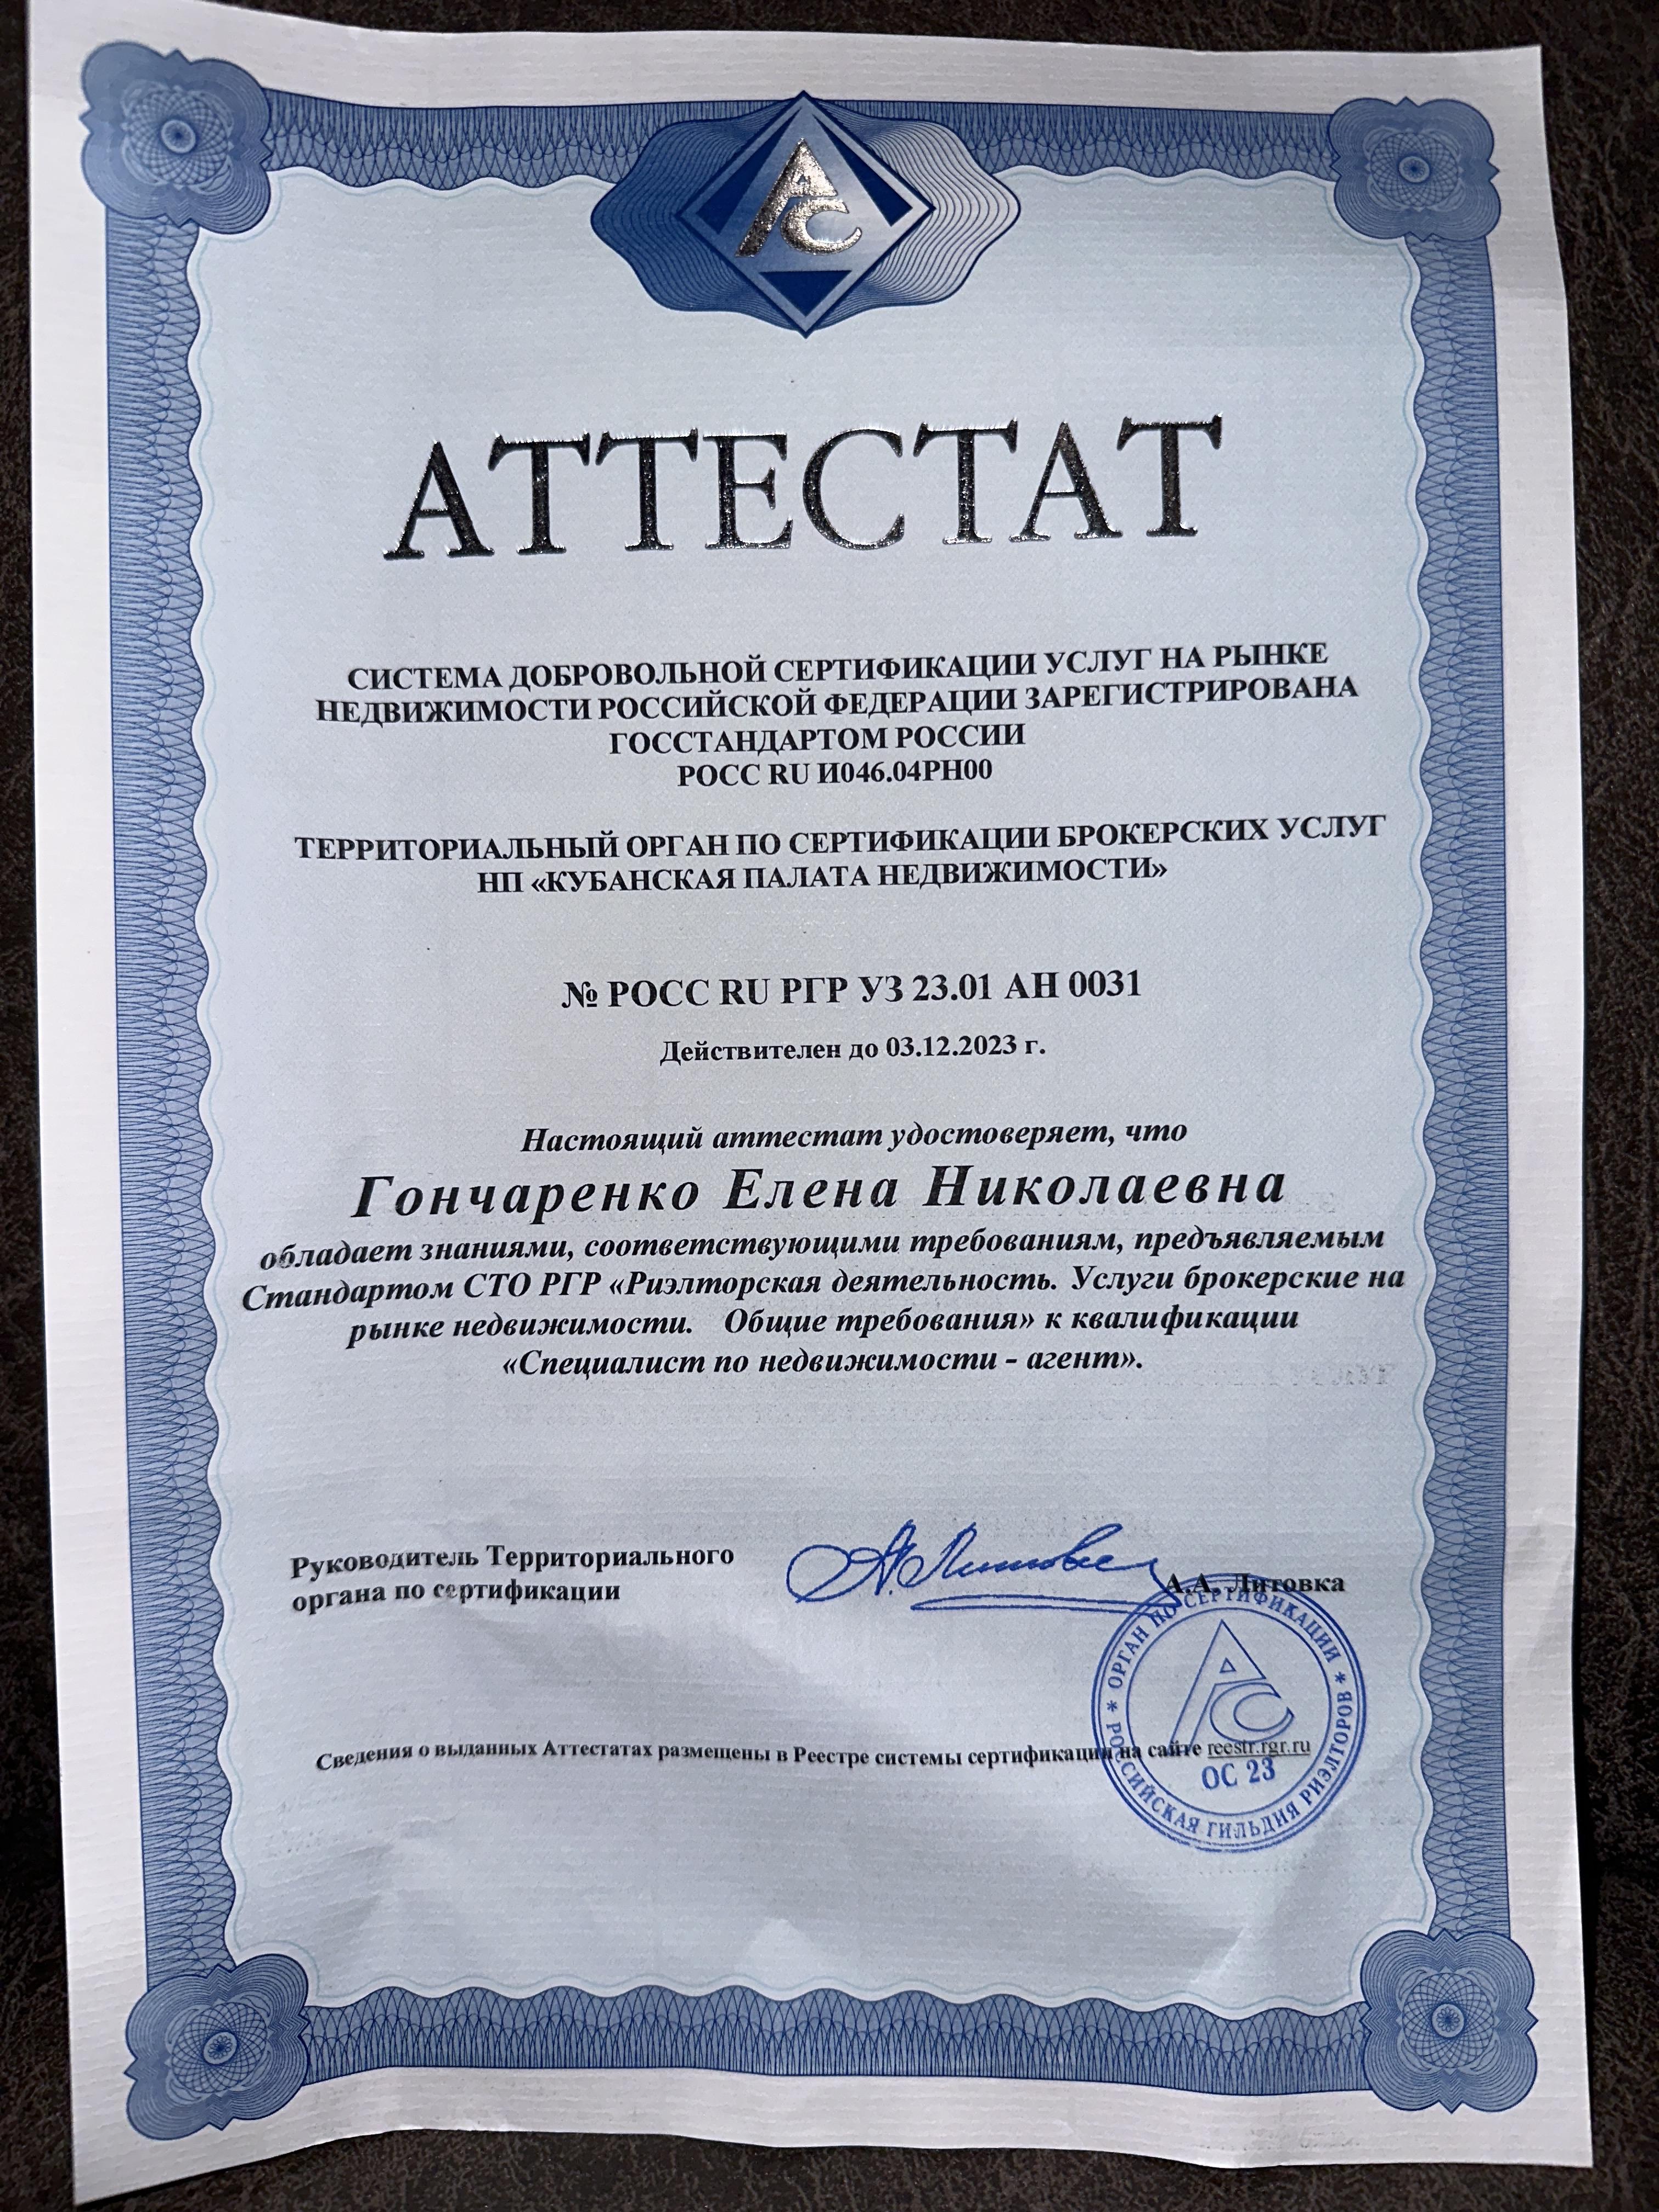 АС
АТТЕСТАТ
СИСТЕМА ДОБРОВОЛЬНОЙ СЕРТИФИКАЦИИ УСЛУГ НА РЫНКЕ
НЕДВИЖИМОСТИ РОССИЙСКОЙ ФЕДЕРАЦИИ ЗАРЕГИСТРИРОВАНА
ГОССТАНДАРТОМ РОССИИ
РОСС RU И046.04РН00
ТЕРРИТОРИАЛЬНЫЙ ОРГАН ПО СЕРТИФИКАЦИИ БРОКЕРСКИХ УСЛУГ
НП «КУБАНСКАЯ ПАЛАТА НЕДВИЖИМОСТИ»
№ РОСС RU РГР УЗ 23.01 АН 0031
Действителен до 03.12.2023 г.
Настоящий аттестат удостоверяет, что
Гончаренко Елена Николаевна
обладает знаниями, соответствующими требованиям, предъявляемым
Стандартом СТО РГР «Риэлторская деятельность. Услуги брокерские на
рынке недвижимости. Общие требования» к квалификации
«Специалист по недвижимости - агент».
Руководитель Территориального
органа по сертификации
А.А. Литовка
Сведения о выданных Аттестатах размещены в Реестре системы сертификации на сайте reestr.rgr.ru
* ОРГАН ПО СЕРТИФИКАЦИИ *
РОССИЙСКАЯ ГИЛЬДИЯ РИЭЛТОРОВ
АС
ОС 23